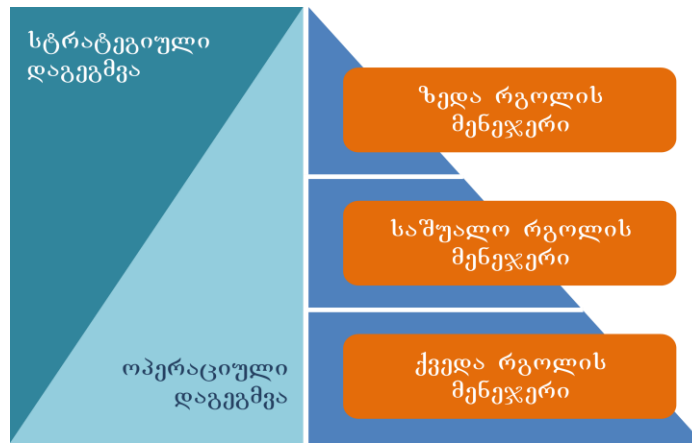 სტრატეგიული
დაგეგმვა
ზედა რგოლის
მენეჯერი
საშუალო რგოლის
მენეჯერი
ოპერაციული
დაგეგმვა
ქვედა რგოლის
მენეჯერი